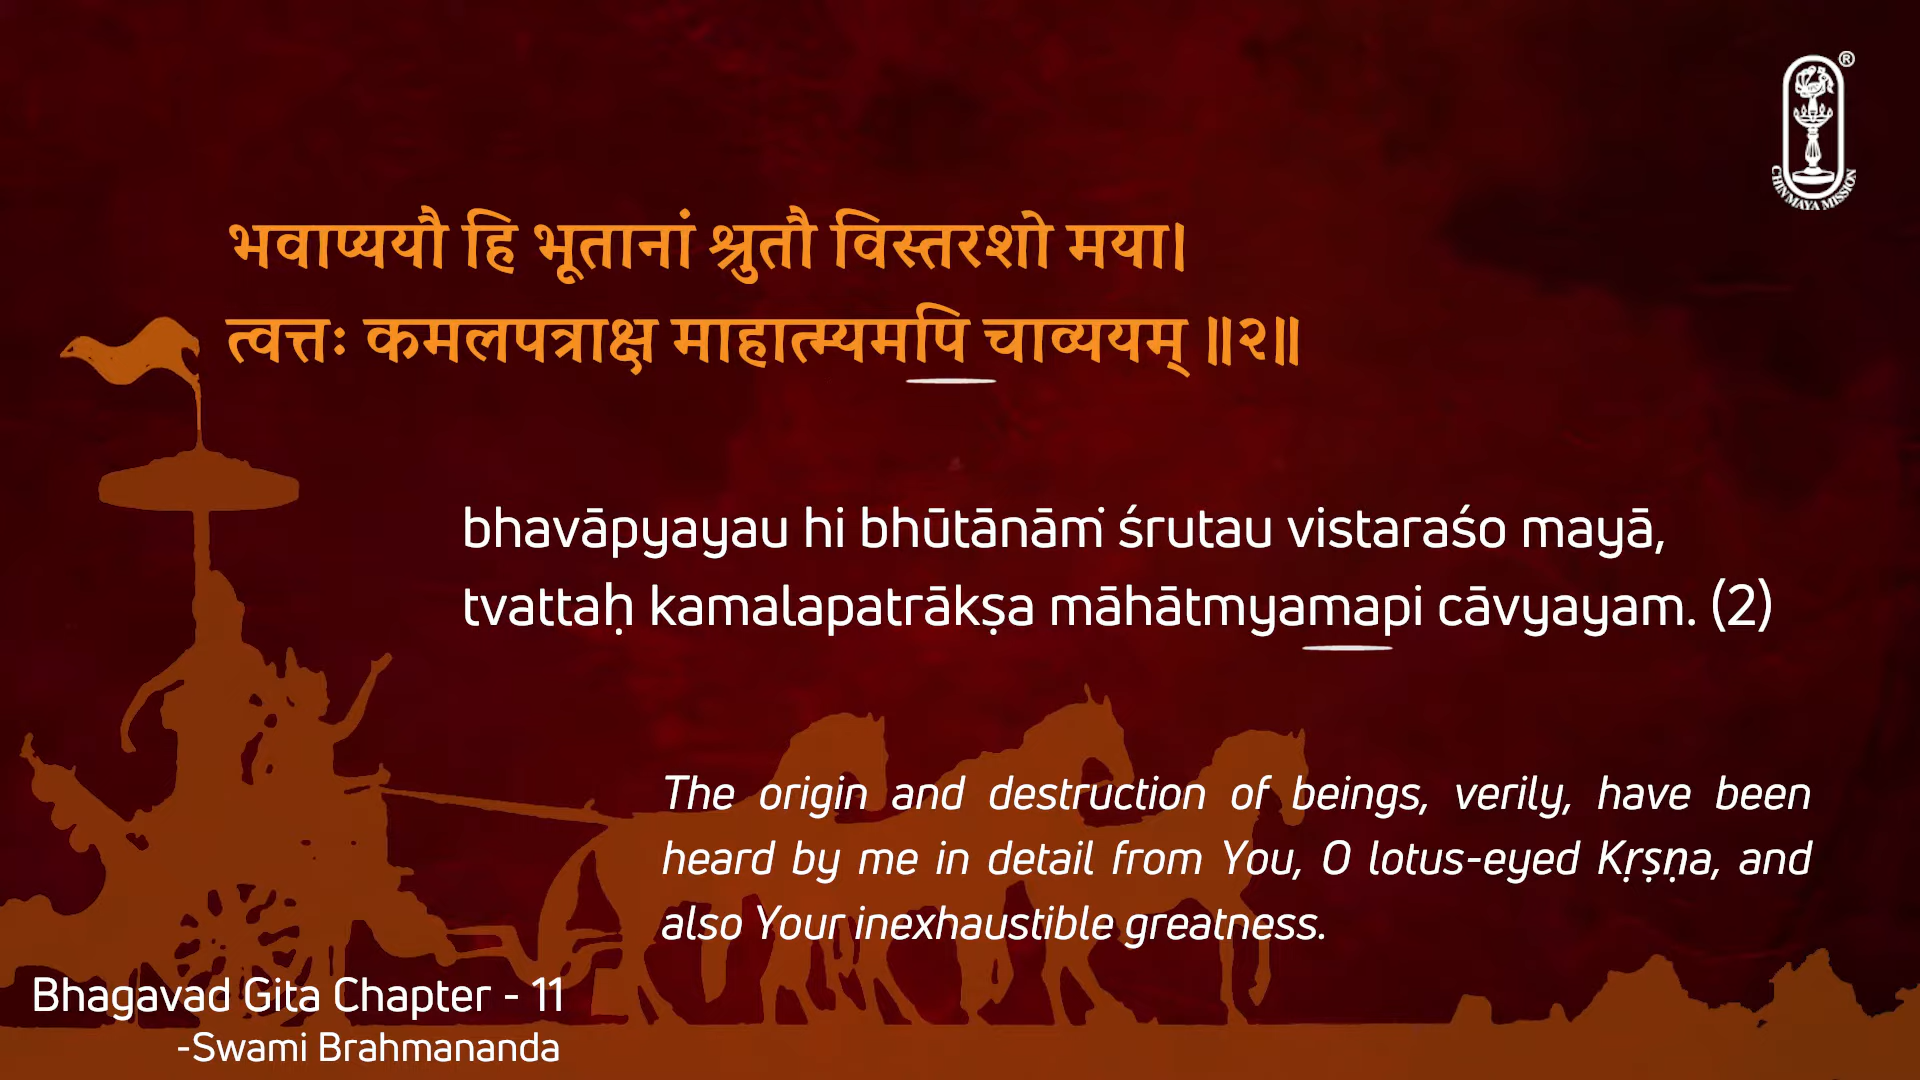 ®
CHINMAYA MISSION
भवाप्ययौ हि भूतानां श्रुतौ विस्तरशो मया।
त्वत्तः कमलपत्राक्ष माहात्म्यमपि चाव्ययम् ॥२॥
bhavāpyayau hi bhūtānāṁ śrutau vistaraśo mayā,
tvattaḥ kamalapatrākṣa māhātmyamapi cāvyayam. (2)
The origin and destruction of beings, verily, have been
heard by me in detail from You, O lotus-eyed Kṛṣṇa, and
also Your inexhaustible greatness.
Bhagavad Gita Chapter - 11
-Swami Brahmananda